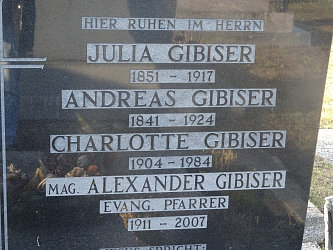 HIER RUHEN IM HERRN
JULIA GIBISER
1851 - 1917
ANDREAS GIBISER
1841 - 1924
CHARLOTTE GIBISER
1904 - 1984
MAG. ALEXANDER GIBISER
EVANG. PFARRER
1911 - 2007
SPRICHT: